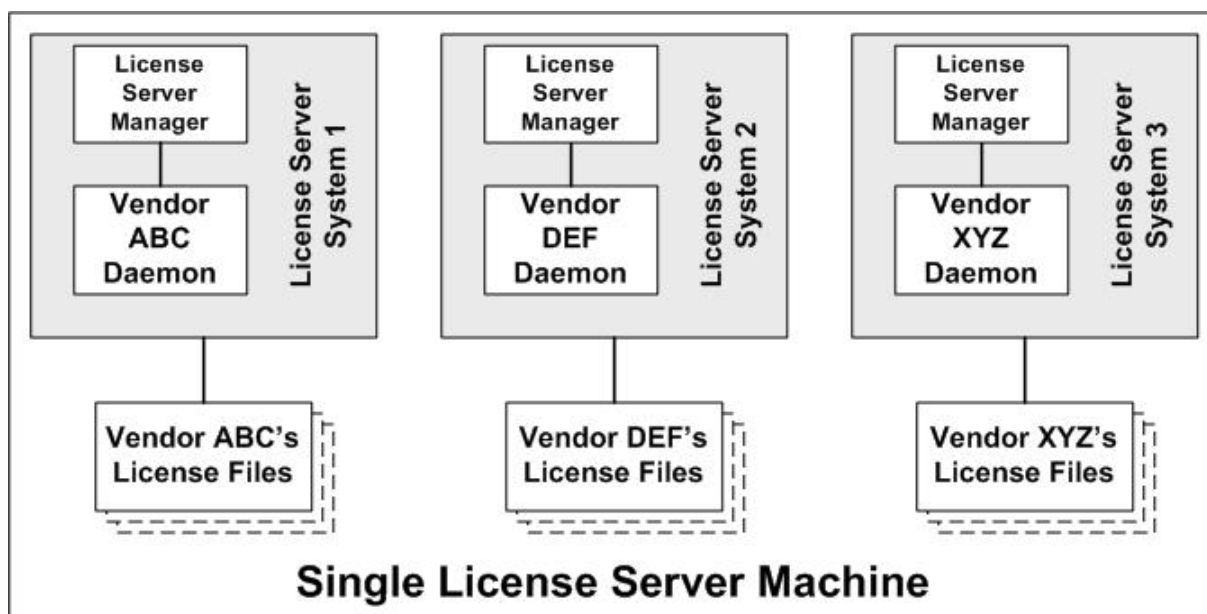 License
Server
Manager
Vendor
ABC
Daemon
License Server
System 1
Vendor ABC's
License Files
License
Server
Manager
Vendor
DEF
Daemon
License Server
System 2
Vendor DEF's
License Files
License
Server
Manager
Vendor
XYZ
Daemon
License Server
System 3
Vendor XYZ's
License Files
Single License Server Machine